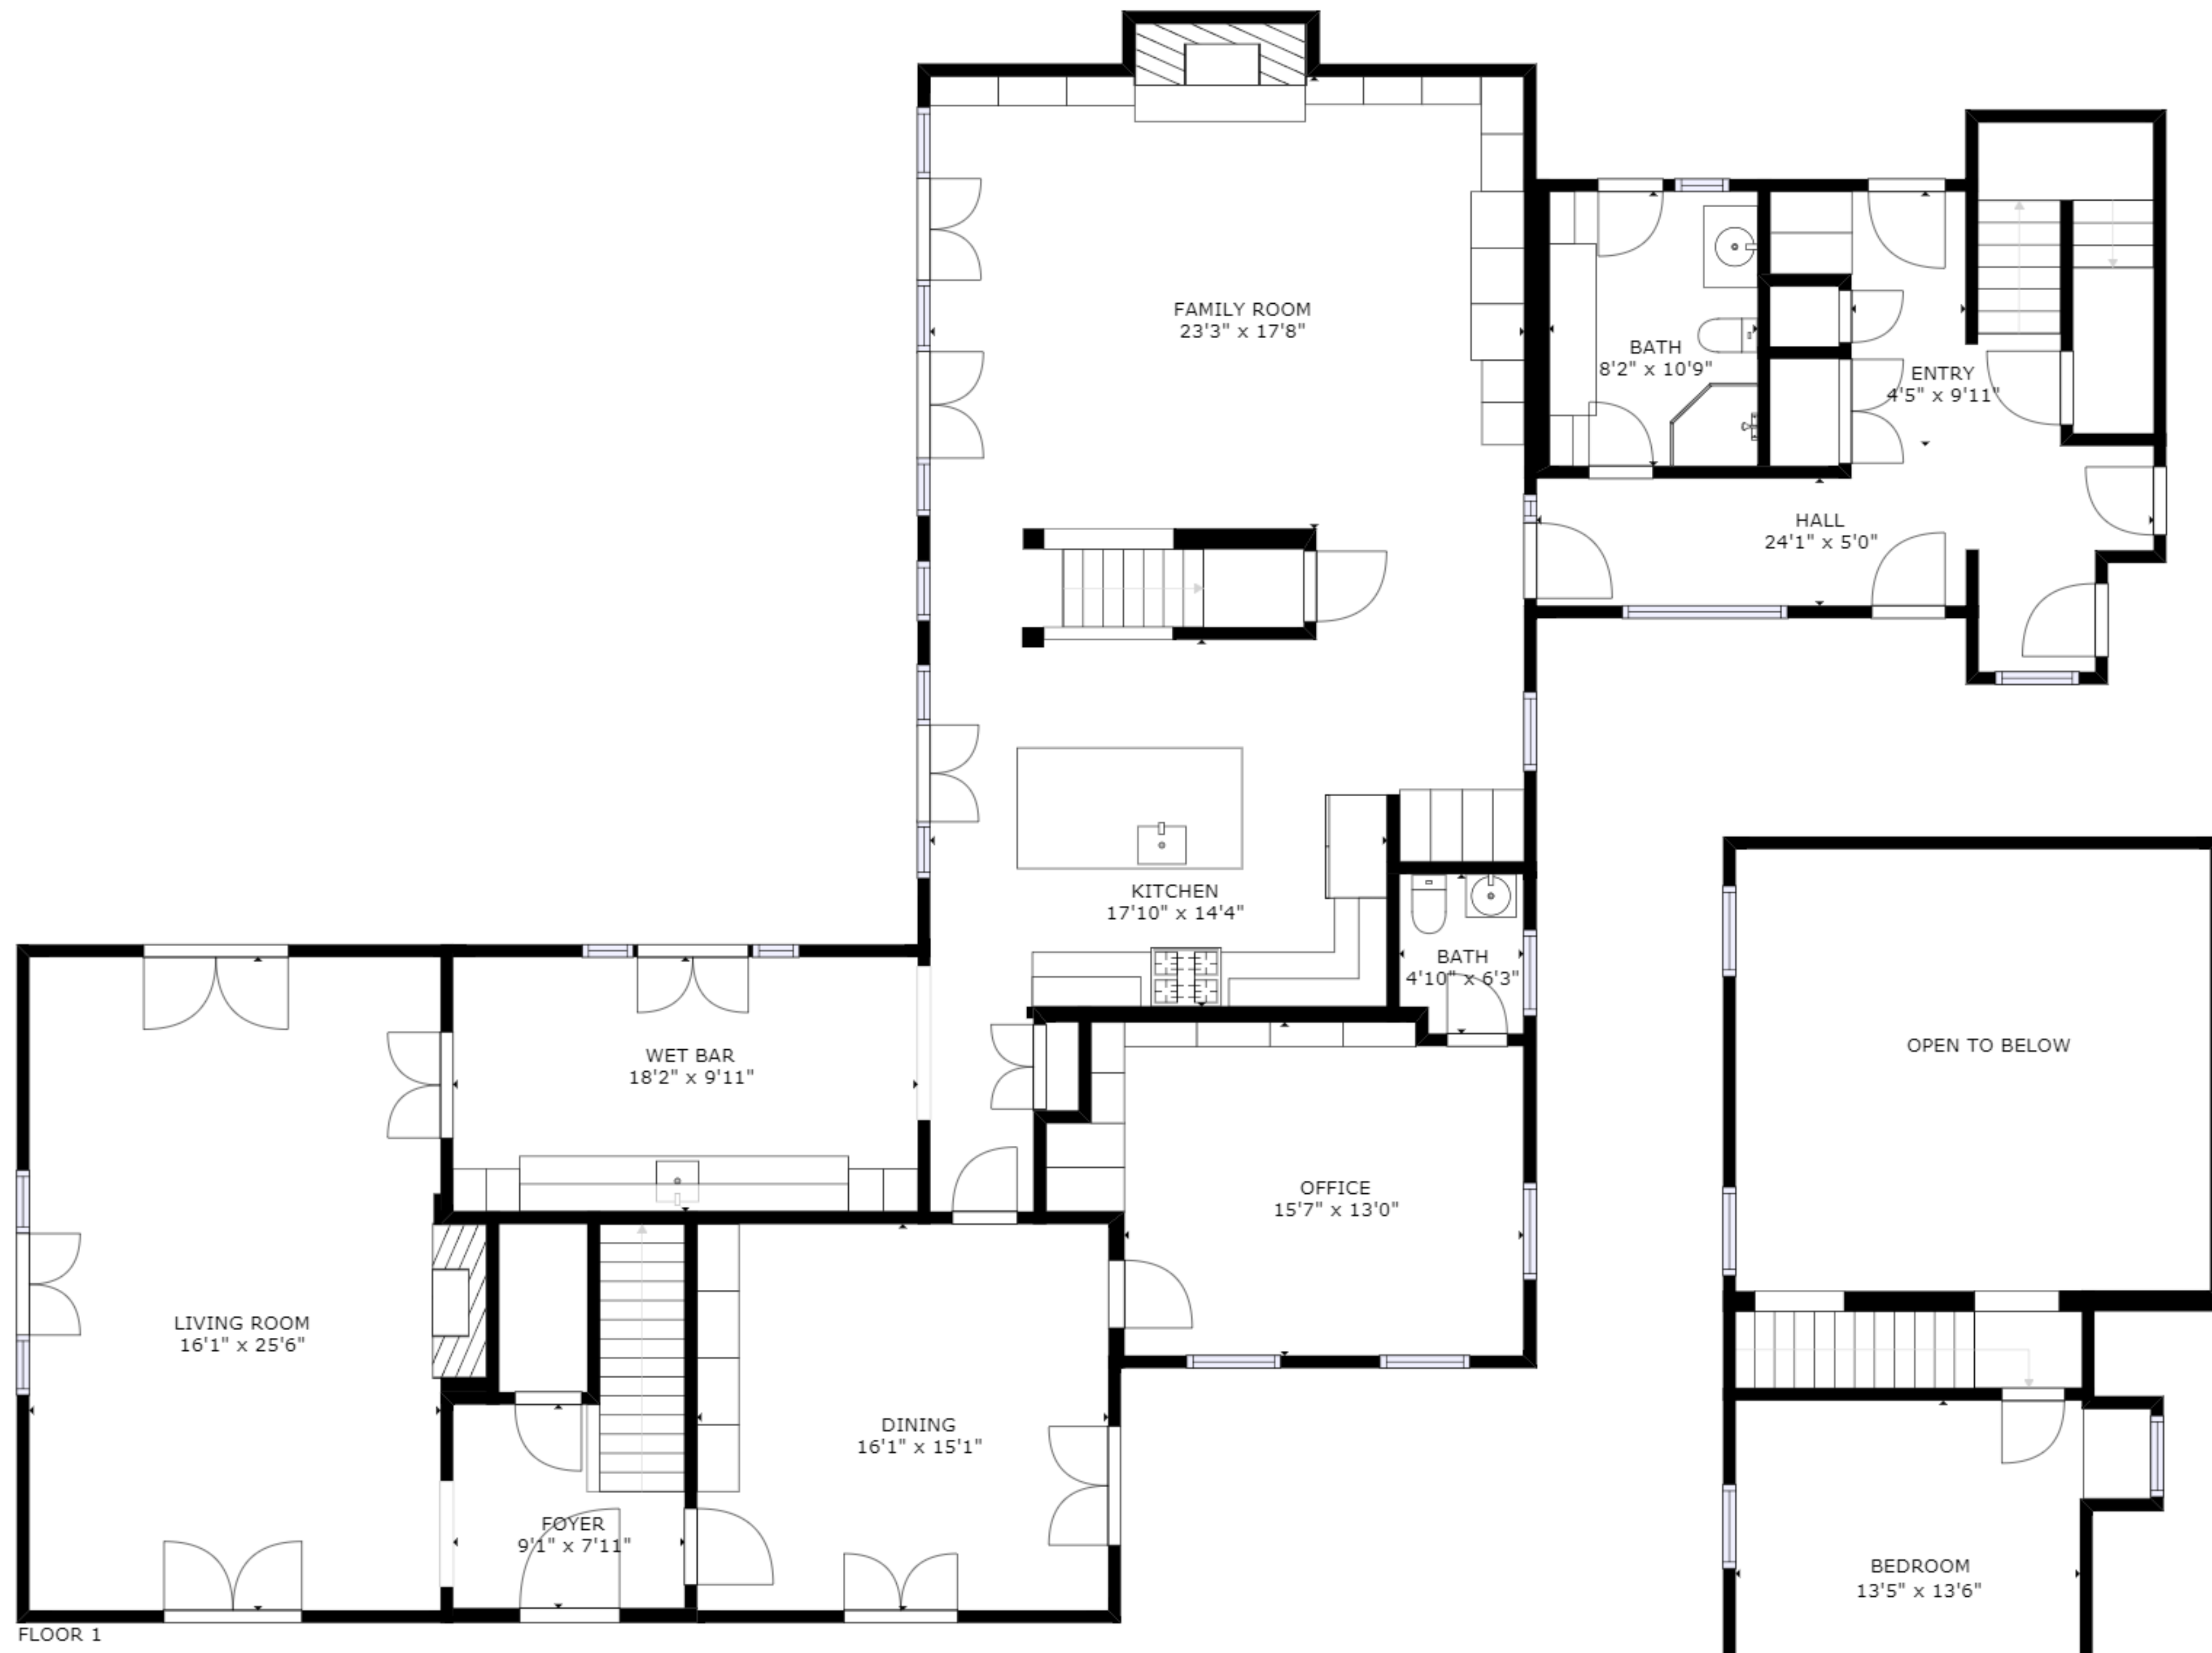 FAMILY ROOM
23'3" x 17'8"
BATH
8'2" x 10'9"
ENTRY
4'5" x 9'11"
HALL
24'1" x 5'0"
KITCHEN
17'10" x 14'4"
BATH
4'10" x 6'3"
WET BAR
18'2" x 9'11"
OPEN TO BELOW
OFFICE
15'7" x 13'0"
LIVING ROOM
16'1" x 25'6"
DINING
16'1" x 15'1"
FOYER
9'1" x 7'11"
BEDROOM
13'5" x 13'6"
FLOOR 1